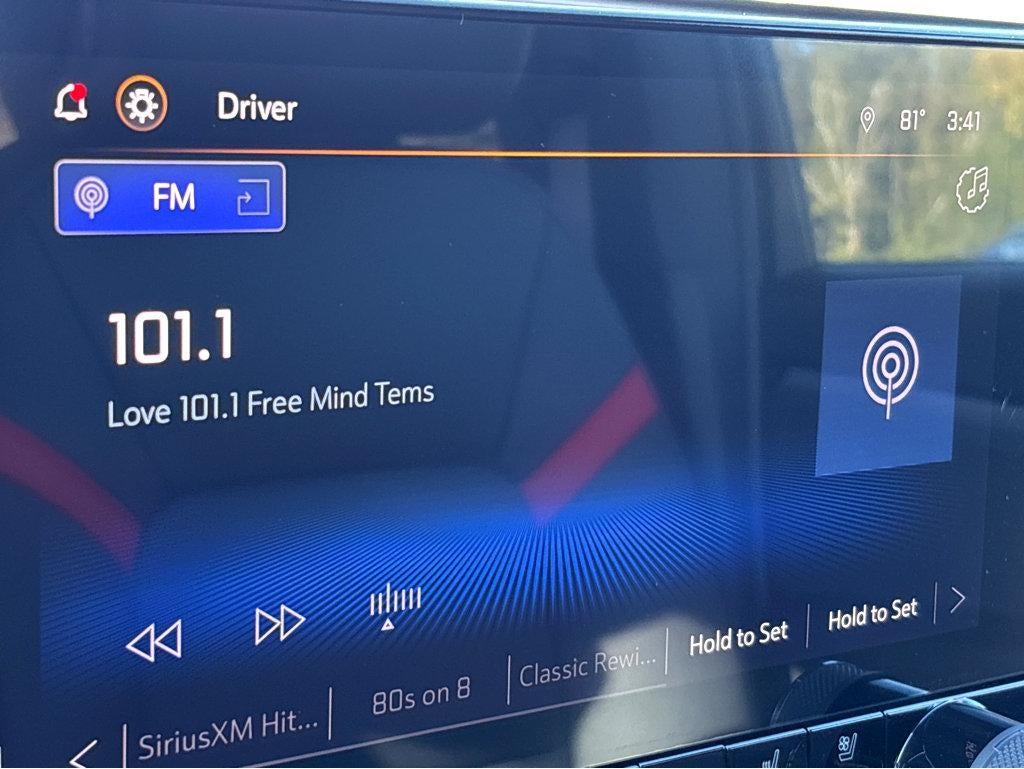 Driver
81° 3:41
FM
101.1
Love 101.1 Free Mind Tems
SiriusXM Hit...
80s on 8
Classic Rewi...
Hold to Set
Hold to Set